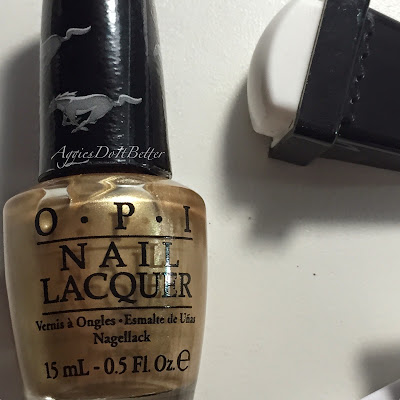 AggiesDoItBetter
O · P · I
NAIL
LACQUER
Vernis à Ongles • Esmalte de Uñas
Nagellack
15 mL - 0.5 Fl. Oz. ℮